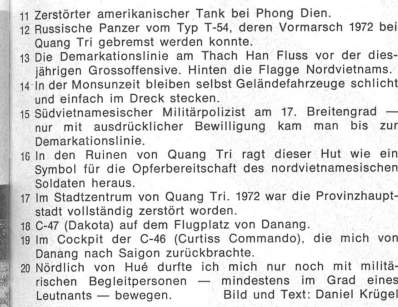 11 Zerstörter amerikanischer Tank bei Phong Dien.
12 Russische Panzer vom Typ T-54, deren Vormarsch 1972 bei
Quang Tri gebremst werden konnte.
13 Die Demarkationslinie am Thach Han Fluss vor der dies-
jährigen Grossoffensive. Hinten die Flagge Nordvietnams.
14 In der Monsunzeit bleiben selbst Geländefahrzeuge schlicht
und einfach im Dreck stecken.
15 Südvietnamesischer Militärpolizist am 17. Breitengrad —
nur mit ausdrücklicher Bewilligung kam man bis zur
Demarkationslinie.
16 In den Ruinen von Quang Tri ragt dieser Hut wie ein
Symbol für die Opferbereitschaft des nordvietnamesischen
Soldaten heraus.
17 Im Stadtzentrum von Quang Tri. 1972 war die Provinzhaupt-
stadt vollständig zerstört worden.
18 C-47 (Dakota) auf dem Flugplatz von Danang.
19 Im Cockpit der C-46 (Curtiss Commando), die mich von
Danang nach Saigon zurückbrachte.
20 Nördlich von Hué durfte ich mich nur noch mit militä-
rischen Begleitpersonen — mindestens im Grad eines
Leutnants — bewegen. Bild und Text: Daniel Krügel